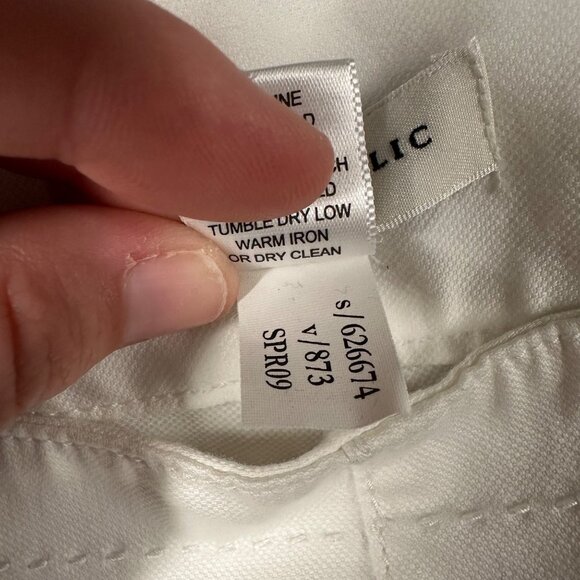 LIC
TUMBLE DRY LOW
WARM IRON
OR DRY CLEAN
s/626674
v/873
SPR09